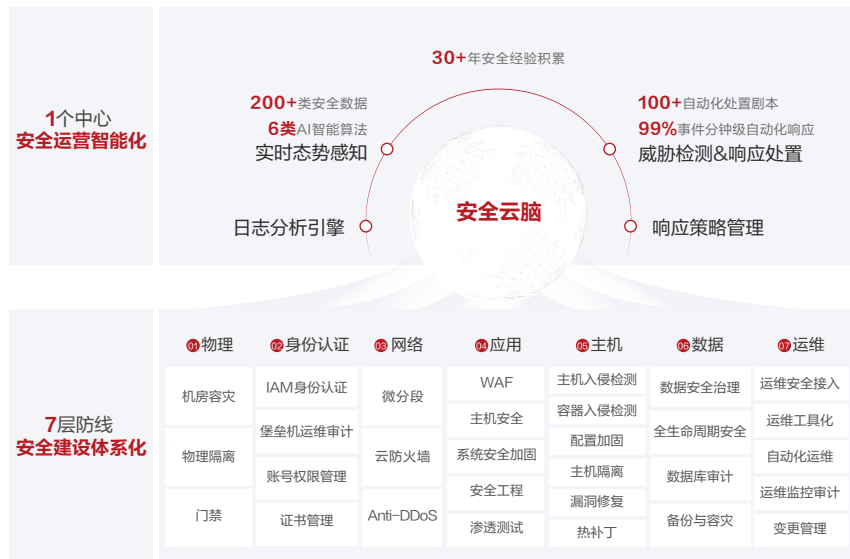 1个中心
安全运营智能化
30+年安全经验积累
200+类安全数据
6类AI智能算法
实时态势感知
100+自动化处置剧本
99%事件分钟级自动化响应
威胁检测&响应处置
安全云脑
日志分析引擎
响应策略管理
7层防线
安全建设体系化
01物理
机房容灾
物理隔离
门禁
02身份认证
IAM身份认证
堡垒机运维审计
账号权限管理
证书管理
03网络
微分段
云防火墙
Anti-DDoS
04应用
WAF
主机安全
系统安全加固
安全工程
渗透测试
05主机
主机入侵检测
容器入侵检测
配置加固
主机隔离
漏洞修复
热补丁
06数据
数据安全治理
全生命周期安全
数据库审计
备份与容灾
07运维
运维安全接入
运维工具化
自动化运维
运维监控审计
变更管理